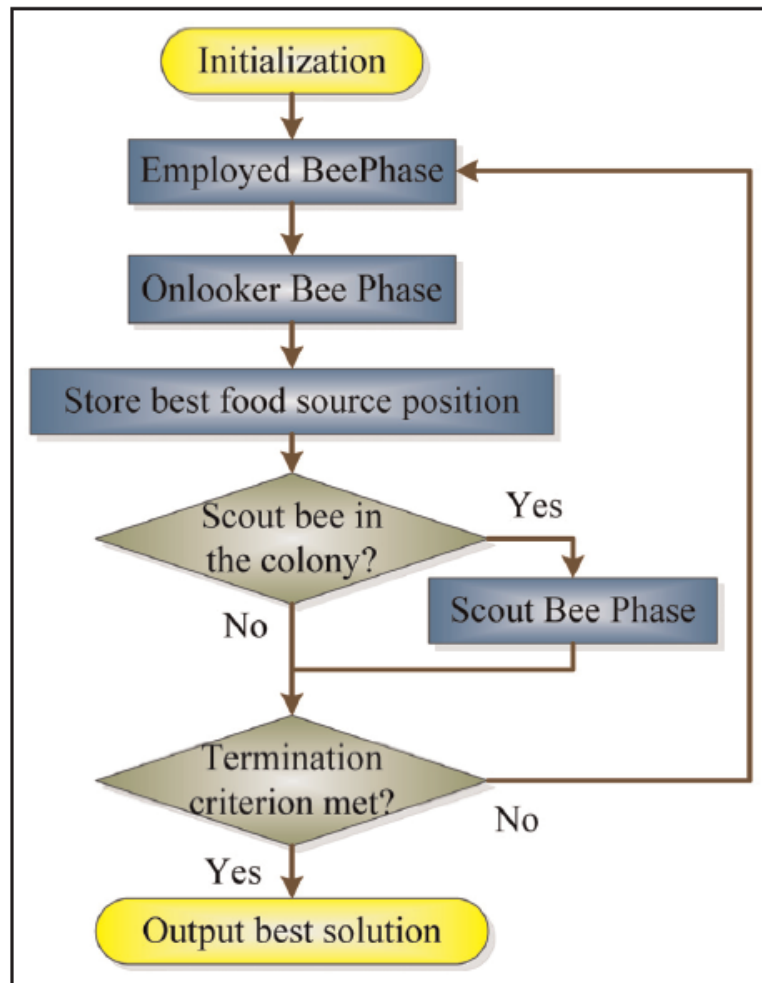 Initialization
Employed BeePhase
Onlooker Bee Phase
Store best food source position
Scout bee in
the colony?
Yes
Scout Bee Phase
No
Termination
criterion met?
No
Yes
Output best solution